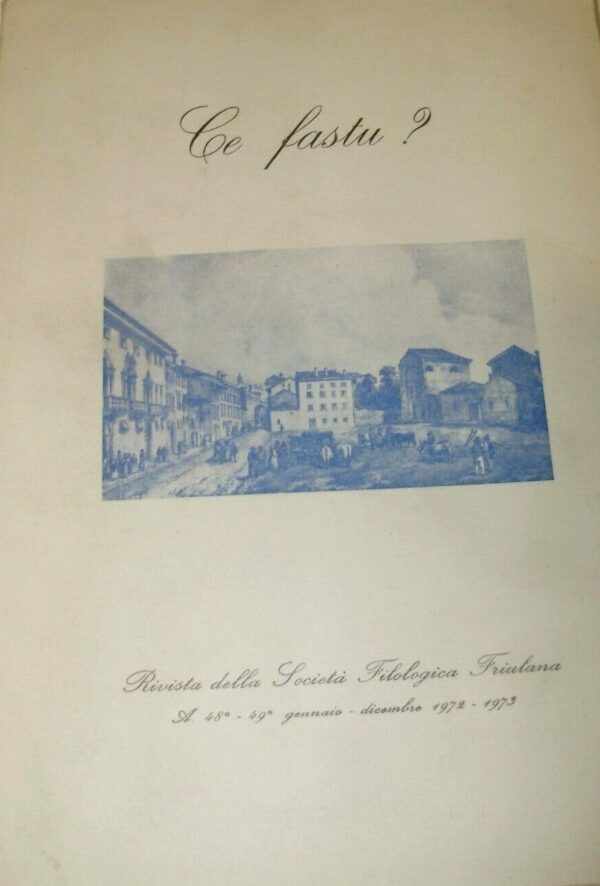 Ce fastu ?
Rivista della Società Filologica Friulana
A 48° - 49° gennaio - dicembre 1972 - 1973